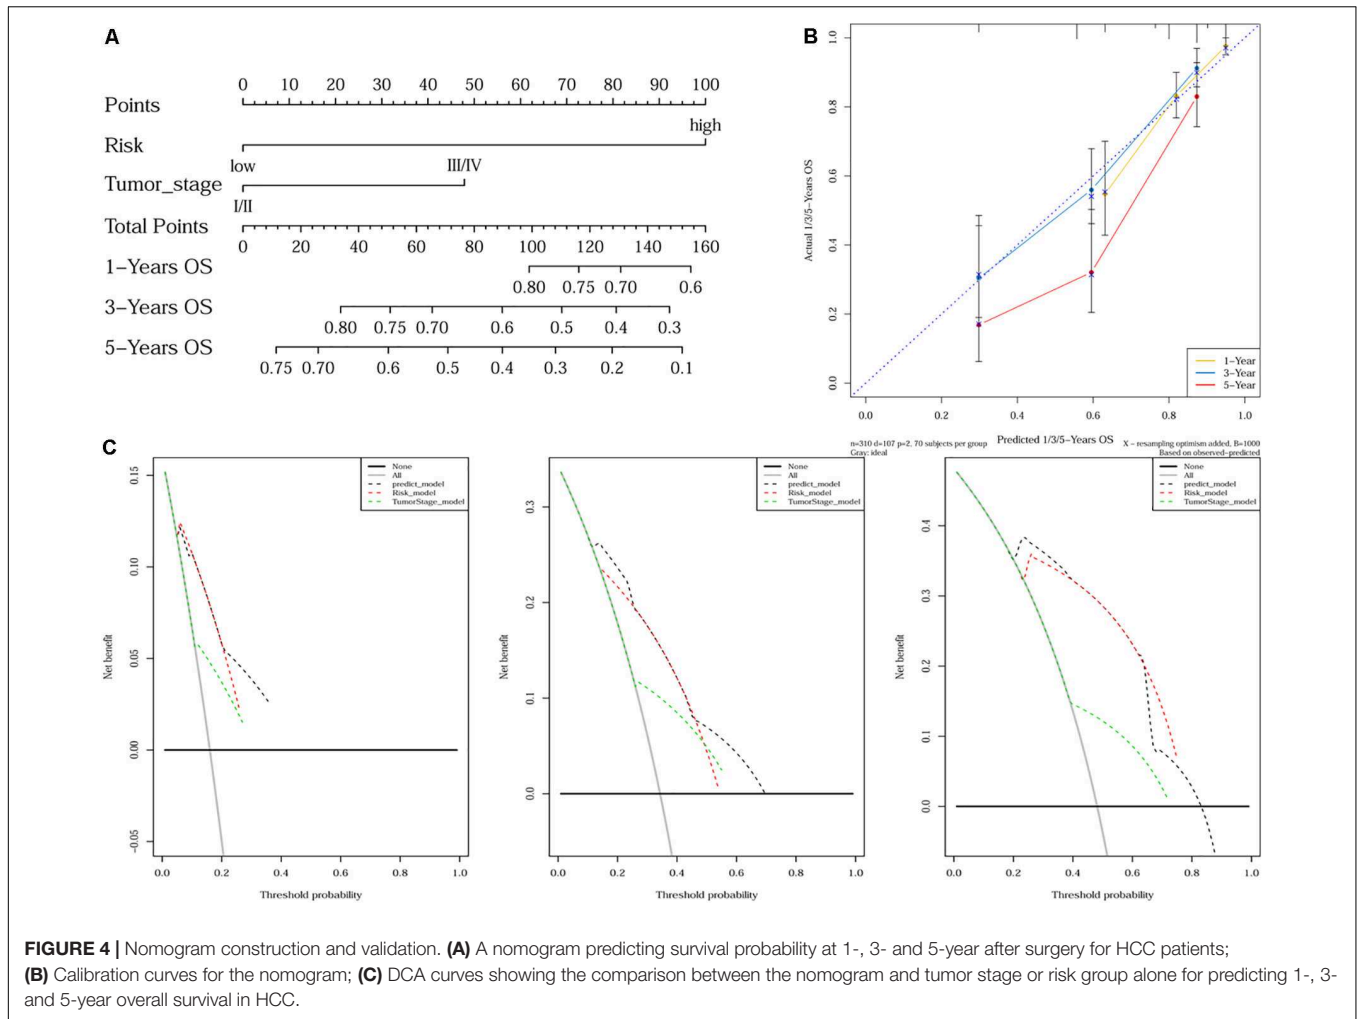 A
Points
0 10 20 30 40 50 60 70 80 90 100
Risk
high
low
Tumor_stage
III/IV
I/II
Total Points
0 20 40 60 80 100 120 140 160
1–Years OS
0.80 0.75 0.70 0.6
3–Years OS
0.80 0.75 0.70 0.6 0.5 0.4 0.3
5–Years OS
0.75 0.70 0.6 0.5 0.4 0.3 0.2 0.1
B
Actual 1/3/5–Years OS
1.0
0.8
0.6
0.4
0.2
0.0
1–Year
3–Year
5–Year
0.0 0.2 0.4 0.6 0.8 1.0
Predicted 1/3/5–Years OS
n=310 d=107 p=2, 70 subjects per group
Gray: ideal
X – resampling optimism added, B=1000
Based on observed–predicted
C
Net benefit
0.15
0.10
0.05
0.00
−0.05
None
All
predict_model
Risk_model
TumorStage_model
0.0 0.2 0.4 0.6 0.8 1.0
Threshold probability
Net benefit
0.3
0.2
0.1
0.0
None
All
predict_model
Risk_model
TumorStage_model
0.0 0.2 0.4 0.6 0.8 1.0
Threshold probability
Net benefit
0.4
0.3
0.2
0.1
0.0
None
All
predict_model
Risk_model
TumorStage_model
0.0 0.2 0.4 0.6 0.8 1.0
Threshold probability
FIGURE 4 | Nomogram construction and validation. (A) A nomogram predicting survival probability at 1-, 3- and 5-year after surgery for HCC patients;
(B) Calibration curves for the nomogram; (C) DCA curves showing the comparison between the nomogram and tumor stage or risk group alone for predicting 1-, 3-
and 5-year overall survival in HCC.